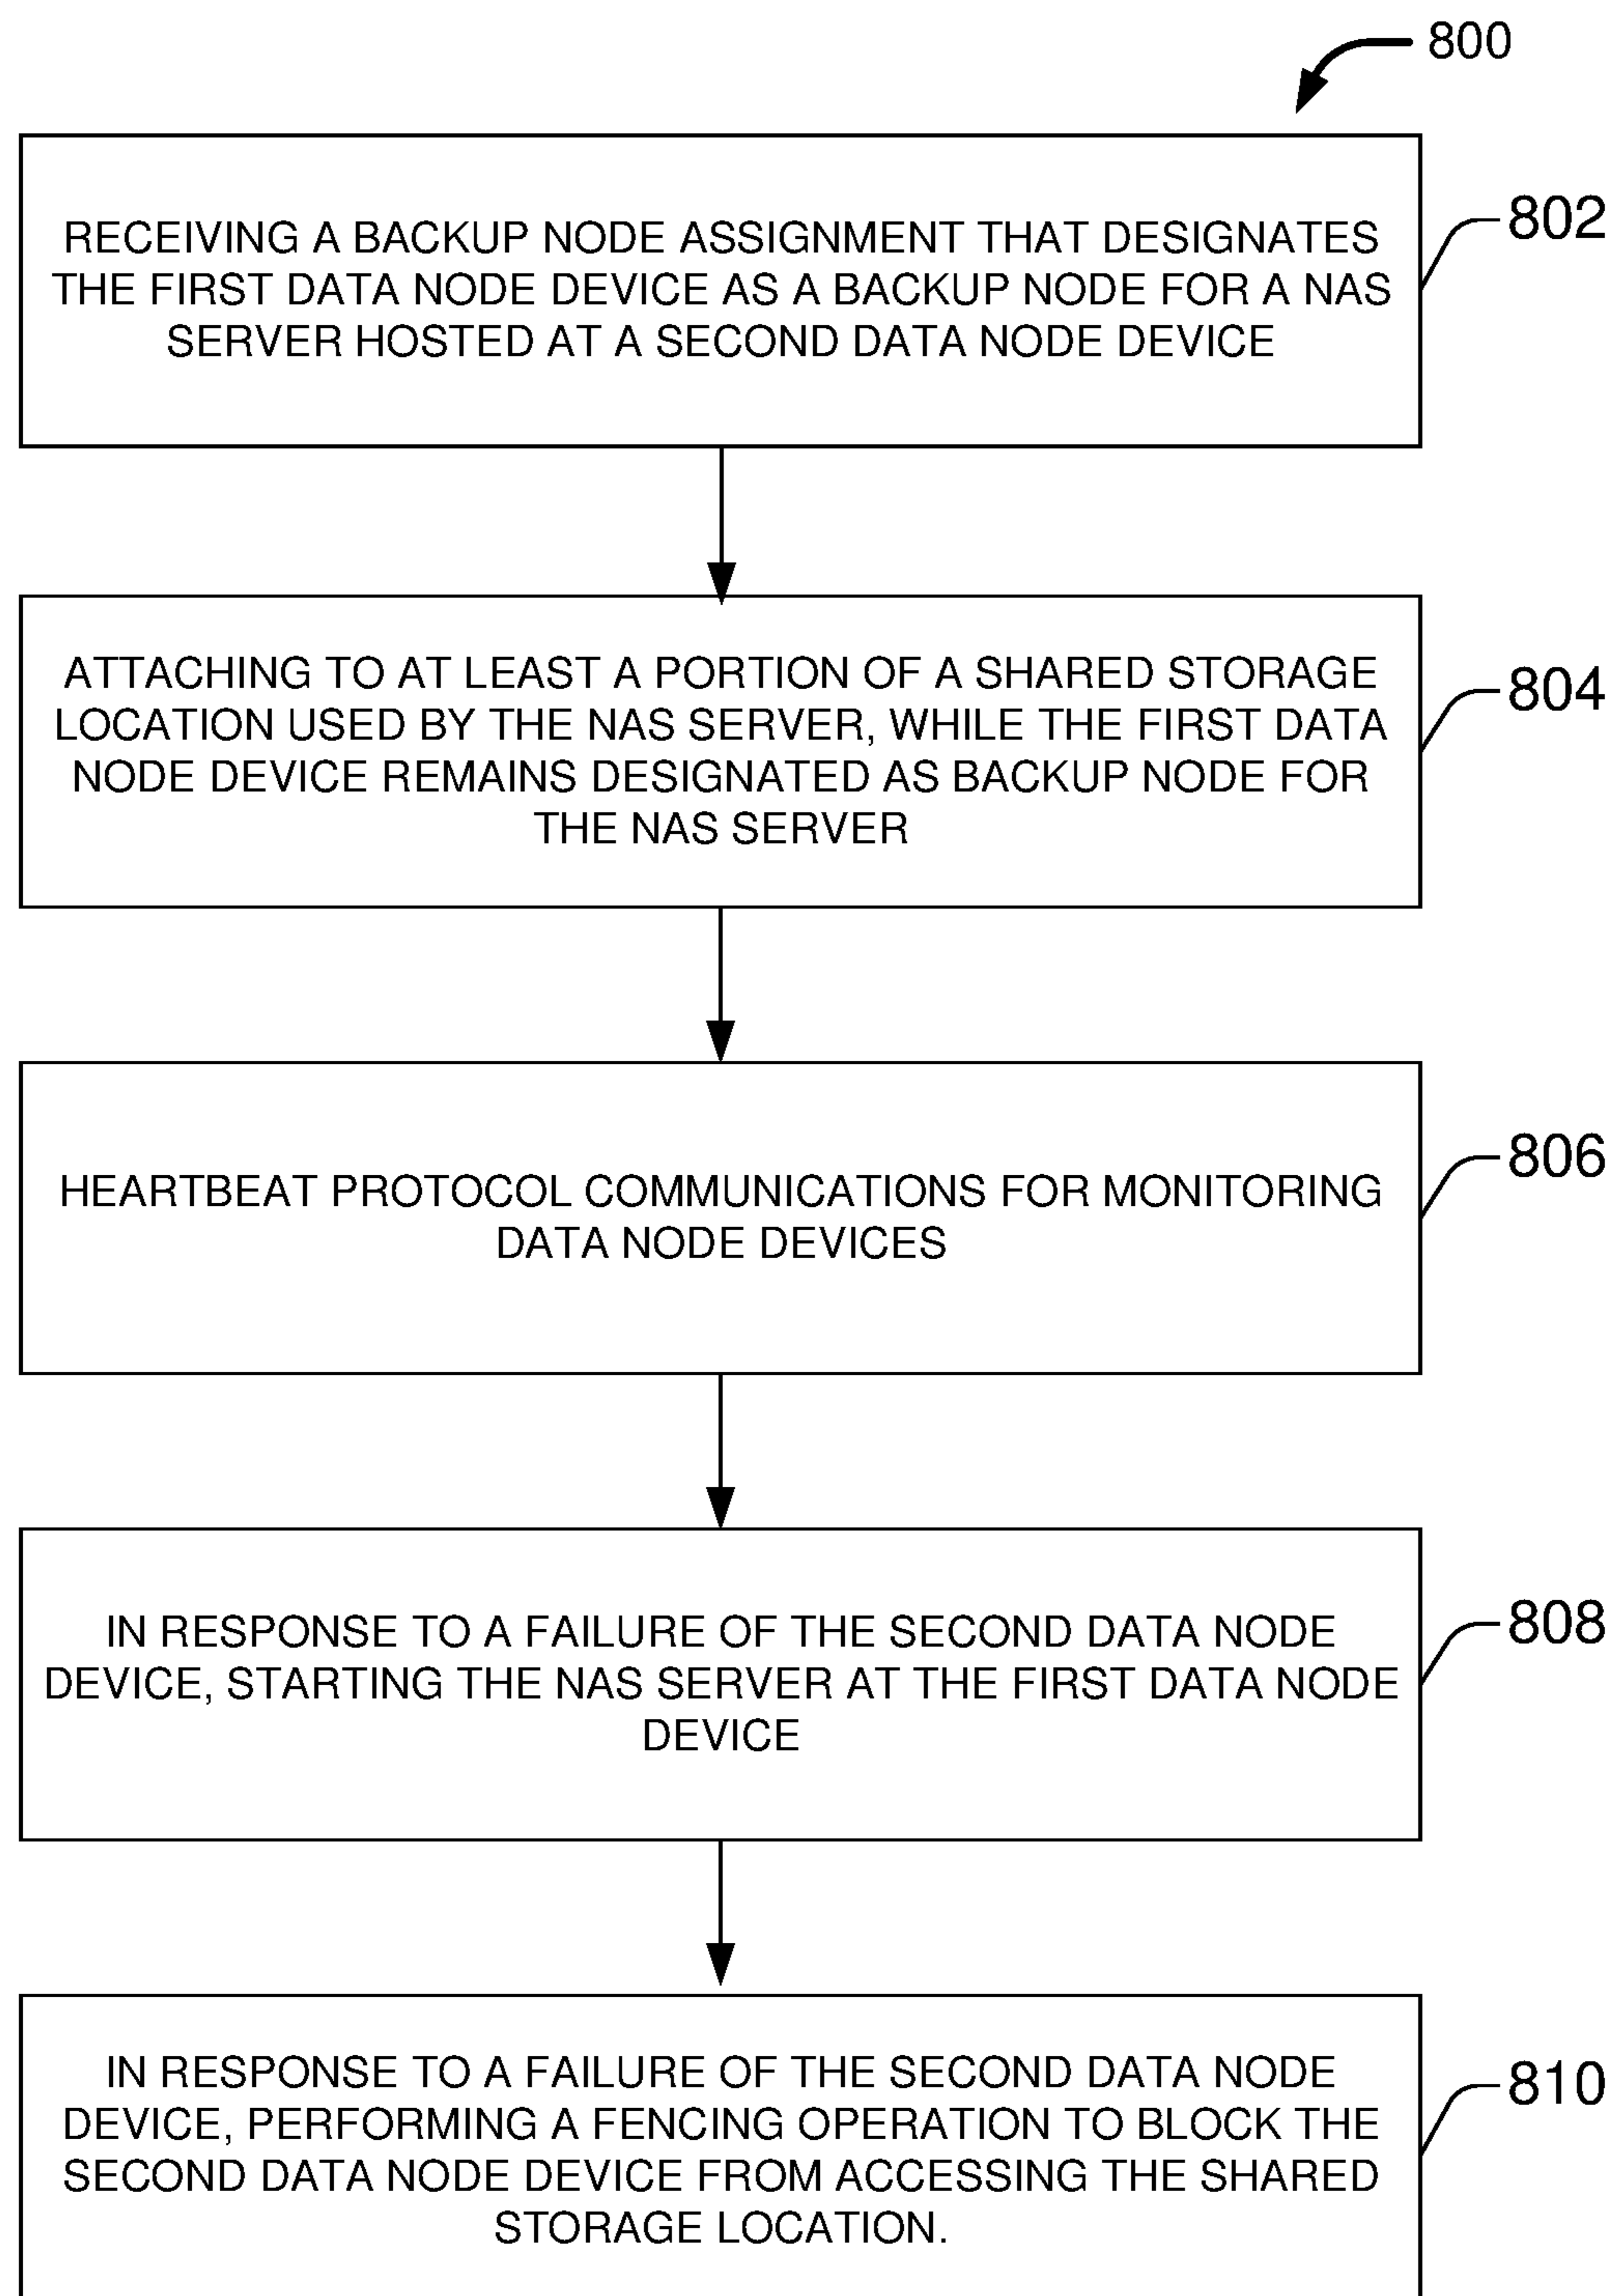 800
RECEIVING A BACKUP NODE ASSIGNMENT THAT DESIGNATES
THE FIRST DATA NODE DEVICE AS A BACKUP NODE FOR A NAS
SERVER HOSTED AT A SECOND DATA NODE DEVICE
802
ATTACHING TO AT LEAST A PORTION OF A SHARED STORAGE
LOCATION USED BY THE NAS SERVER, WHILE THE FIRST DATA
NODE DEVICE REMAINS DESIGNATED AS BACKUP NODE FOR
THE NAS SERVER
804
HEARTBEAT PROTOCOL COMMUNICATIONS FOR MONITORING
DATA NODE DEVICES
806
IN RESPONSE TO A FAILURE OF THE SECOND DATA NODE
DEVICE, STARTING THE NAS SERVER AT THE FIRST DATA NODE
DEVICE
808
IN RESPONSE TO A FAILURE OF THE SECOND DATA NODE
DEVICE, PERFORMING A FENCING OPERATION TO BLOCK THE
SECOND DATA NODE DEVICE FROM ACCESSING THE SHARED
STORAGE LOCATION.
810